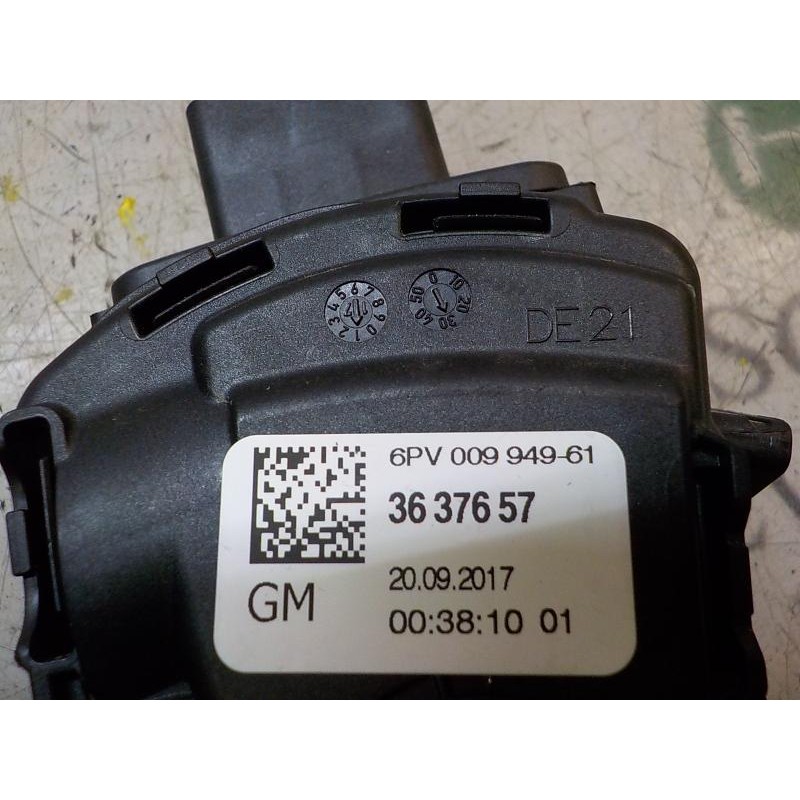 DE21
6PV 009 949-61
36 376 57
GM
20.09.2017
00:38:10 01